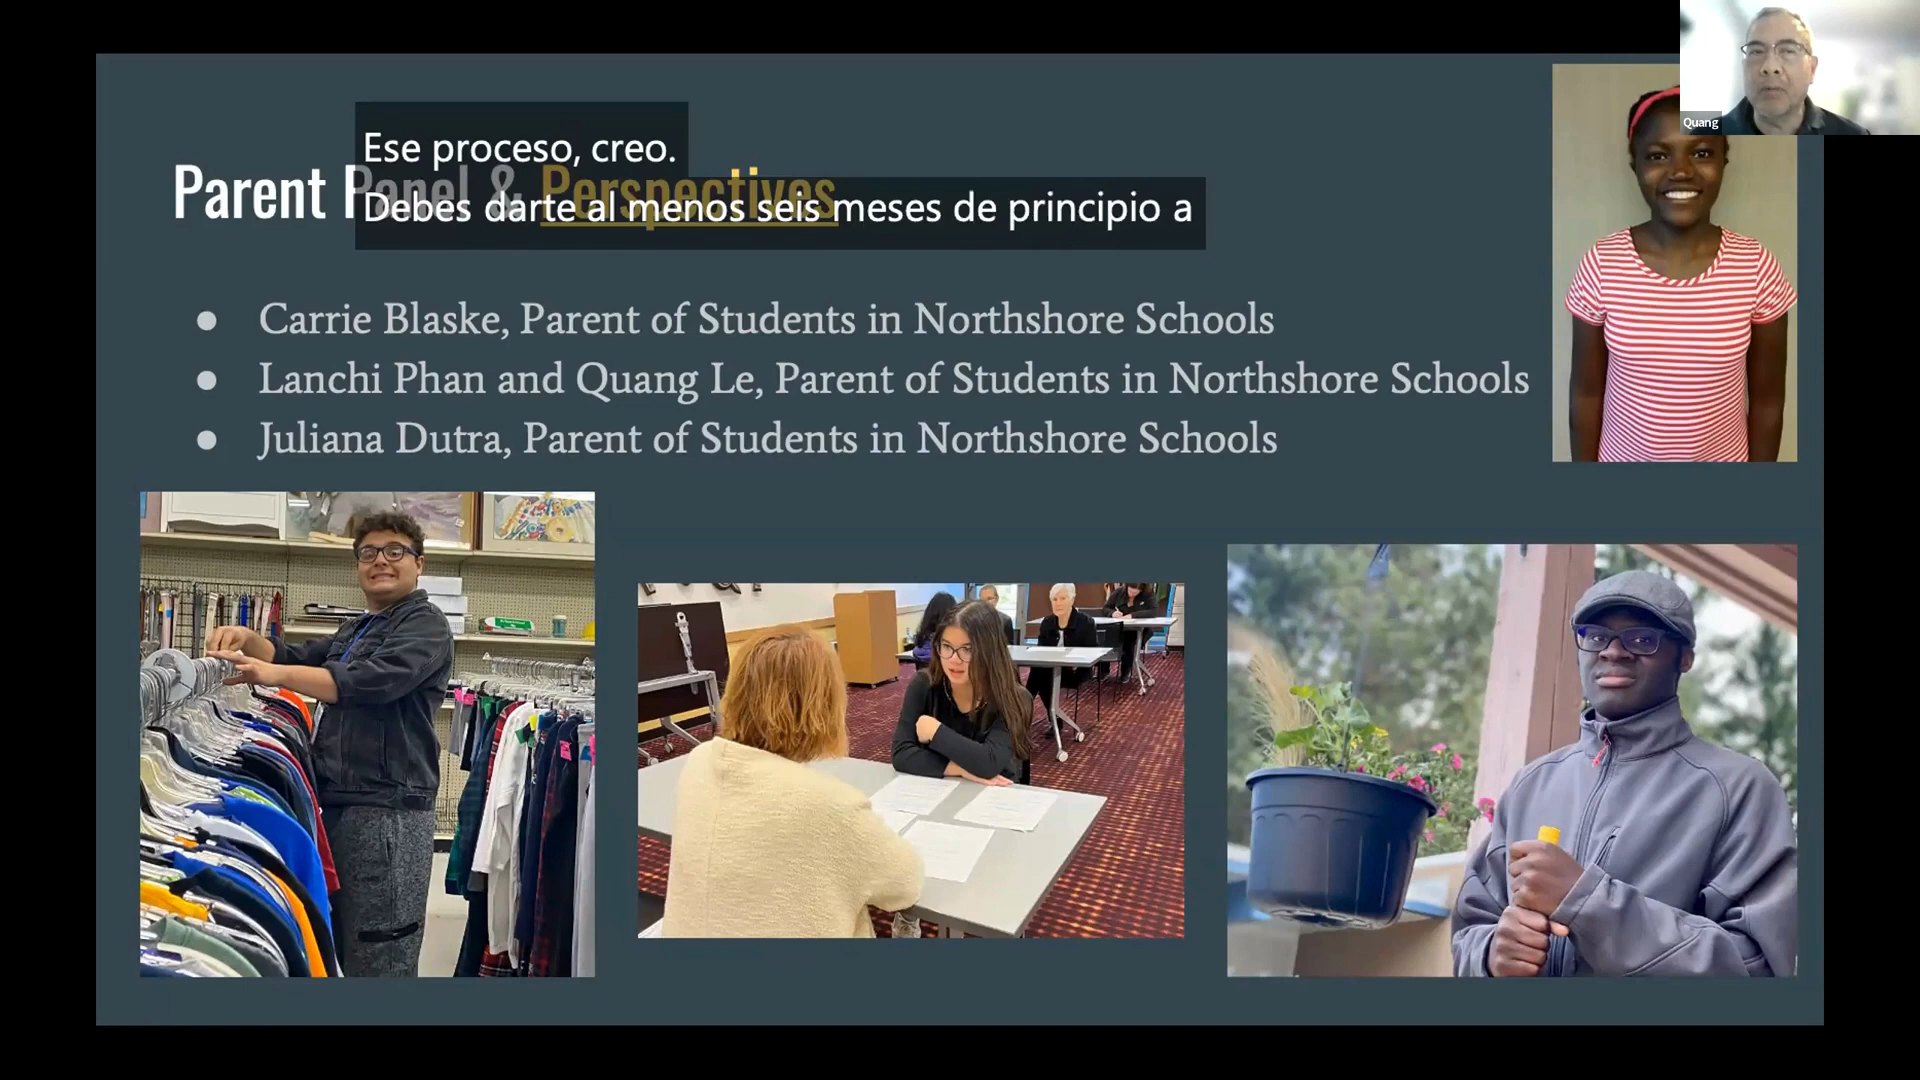 Quang
Ese proceso, creo.
Parent Panel & Perspectives
Debes darte al menos seis meses de principio a
● Carrie Blaske, Parent of Students in Northshore Schools
● Lanchi Phan and Quang Le, Parent of Students in Northshore Schools
● Juliana Dutra, Parent of Students in Northshore Schools